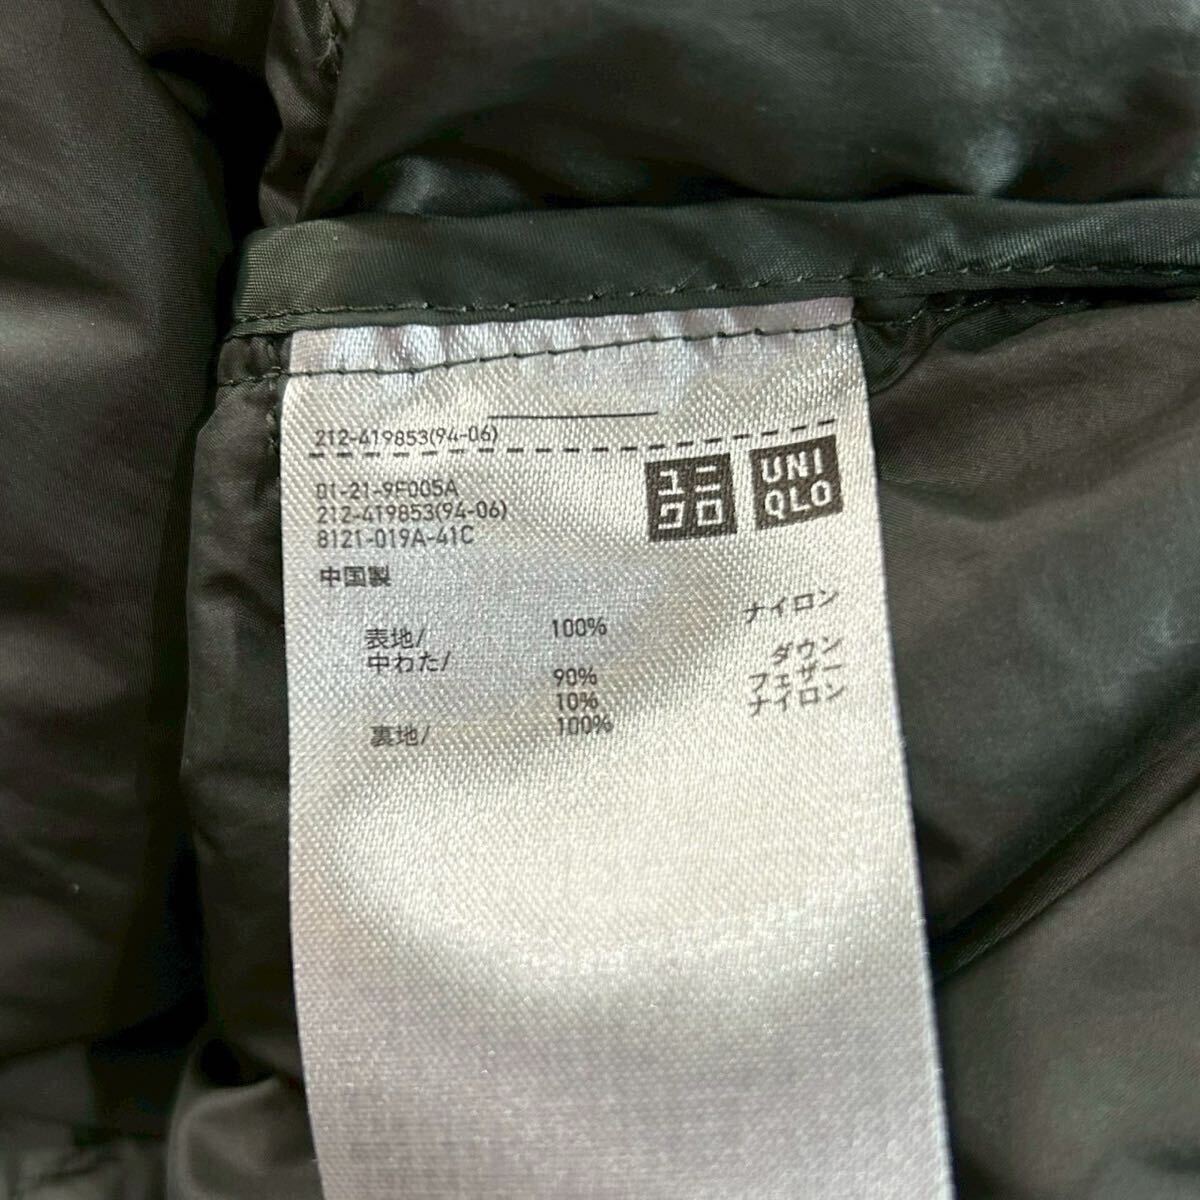 212-419853(94-06)
01-21-9F005A
212-419853(94-06)
8121-019A-41C
中国製
ユニ
クロ
UNI
QLO
表地/ 100% ナイロン
中わた/ 90% ダウン
10% フェザー
裏地/ 100% ナイロン